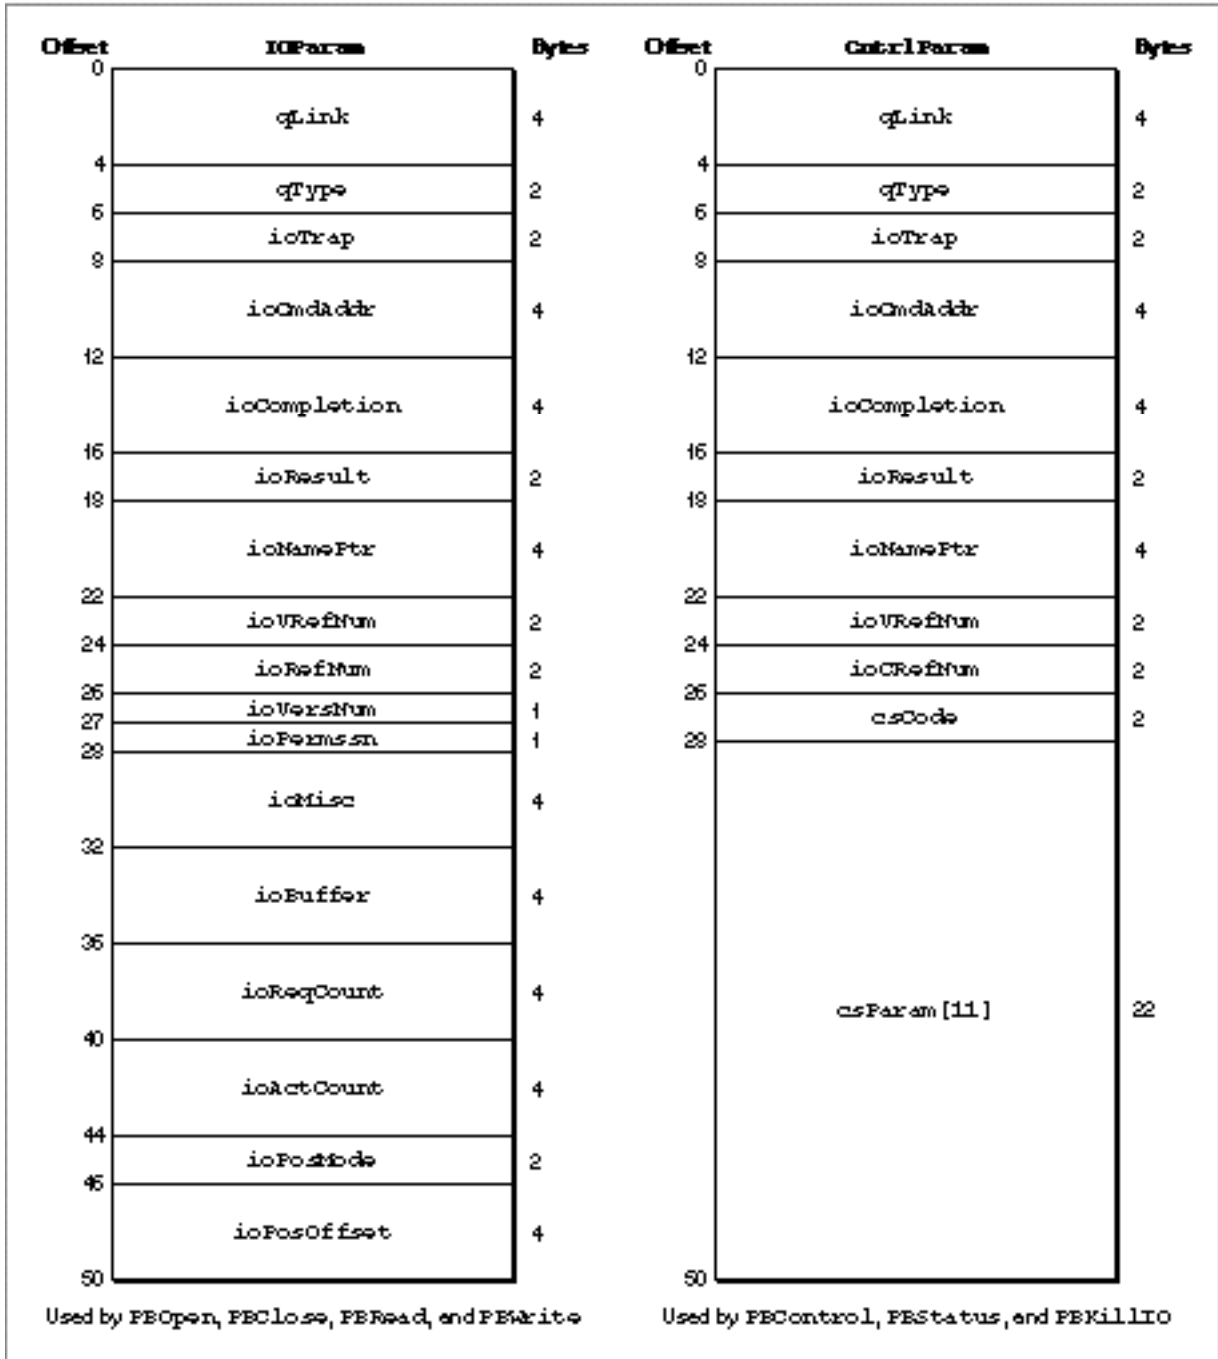 Offset IOParam Bytes
0
qLink 4
4
qType 2
6
ioTrap 2
8
ioCmdAddr 4
12
ioCompletion 4
16
ioResult 2
18
ioNamePtr 4
22
ioVRefNum 2
24
ioRefNum 2
26
ioVersNum 1
27
ioPermssn 1
28
ioMisc 4
32
ioBuffer 4
36
ioReqCount 4
40
ioActCount 4
44
ioPosMode 2
46
ioPosOffset 4
50
Used by PBOpen, PBClose, PBRead, and PBWrite
Offset CntrlParam Bytes
0
qLink 4
4
qType 2
6
ioTrap 2
8
ioCmdAddr 4
12
ioCompletion 4
16
ioResult 2
18
ioNamePtr 4
22
ioVRefNum 2
24
ioCRefNum 2
26
csCode 2
28
csParam[11] 22
50
Used by PBControl, PBStatus, and PBKillIO